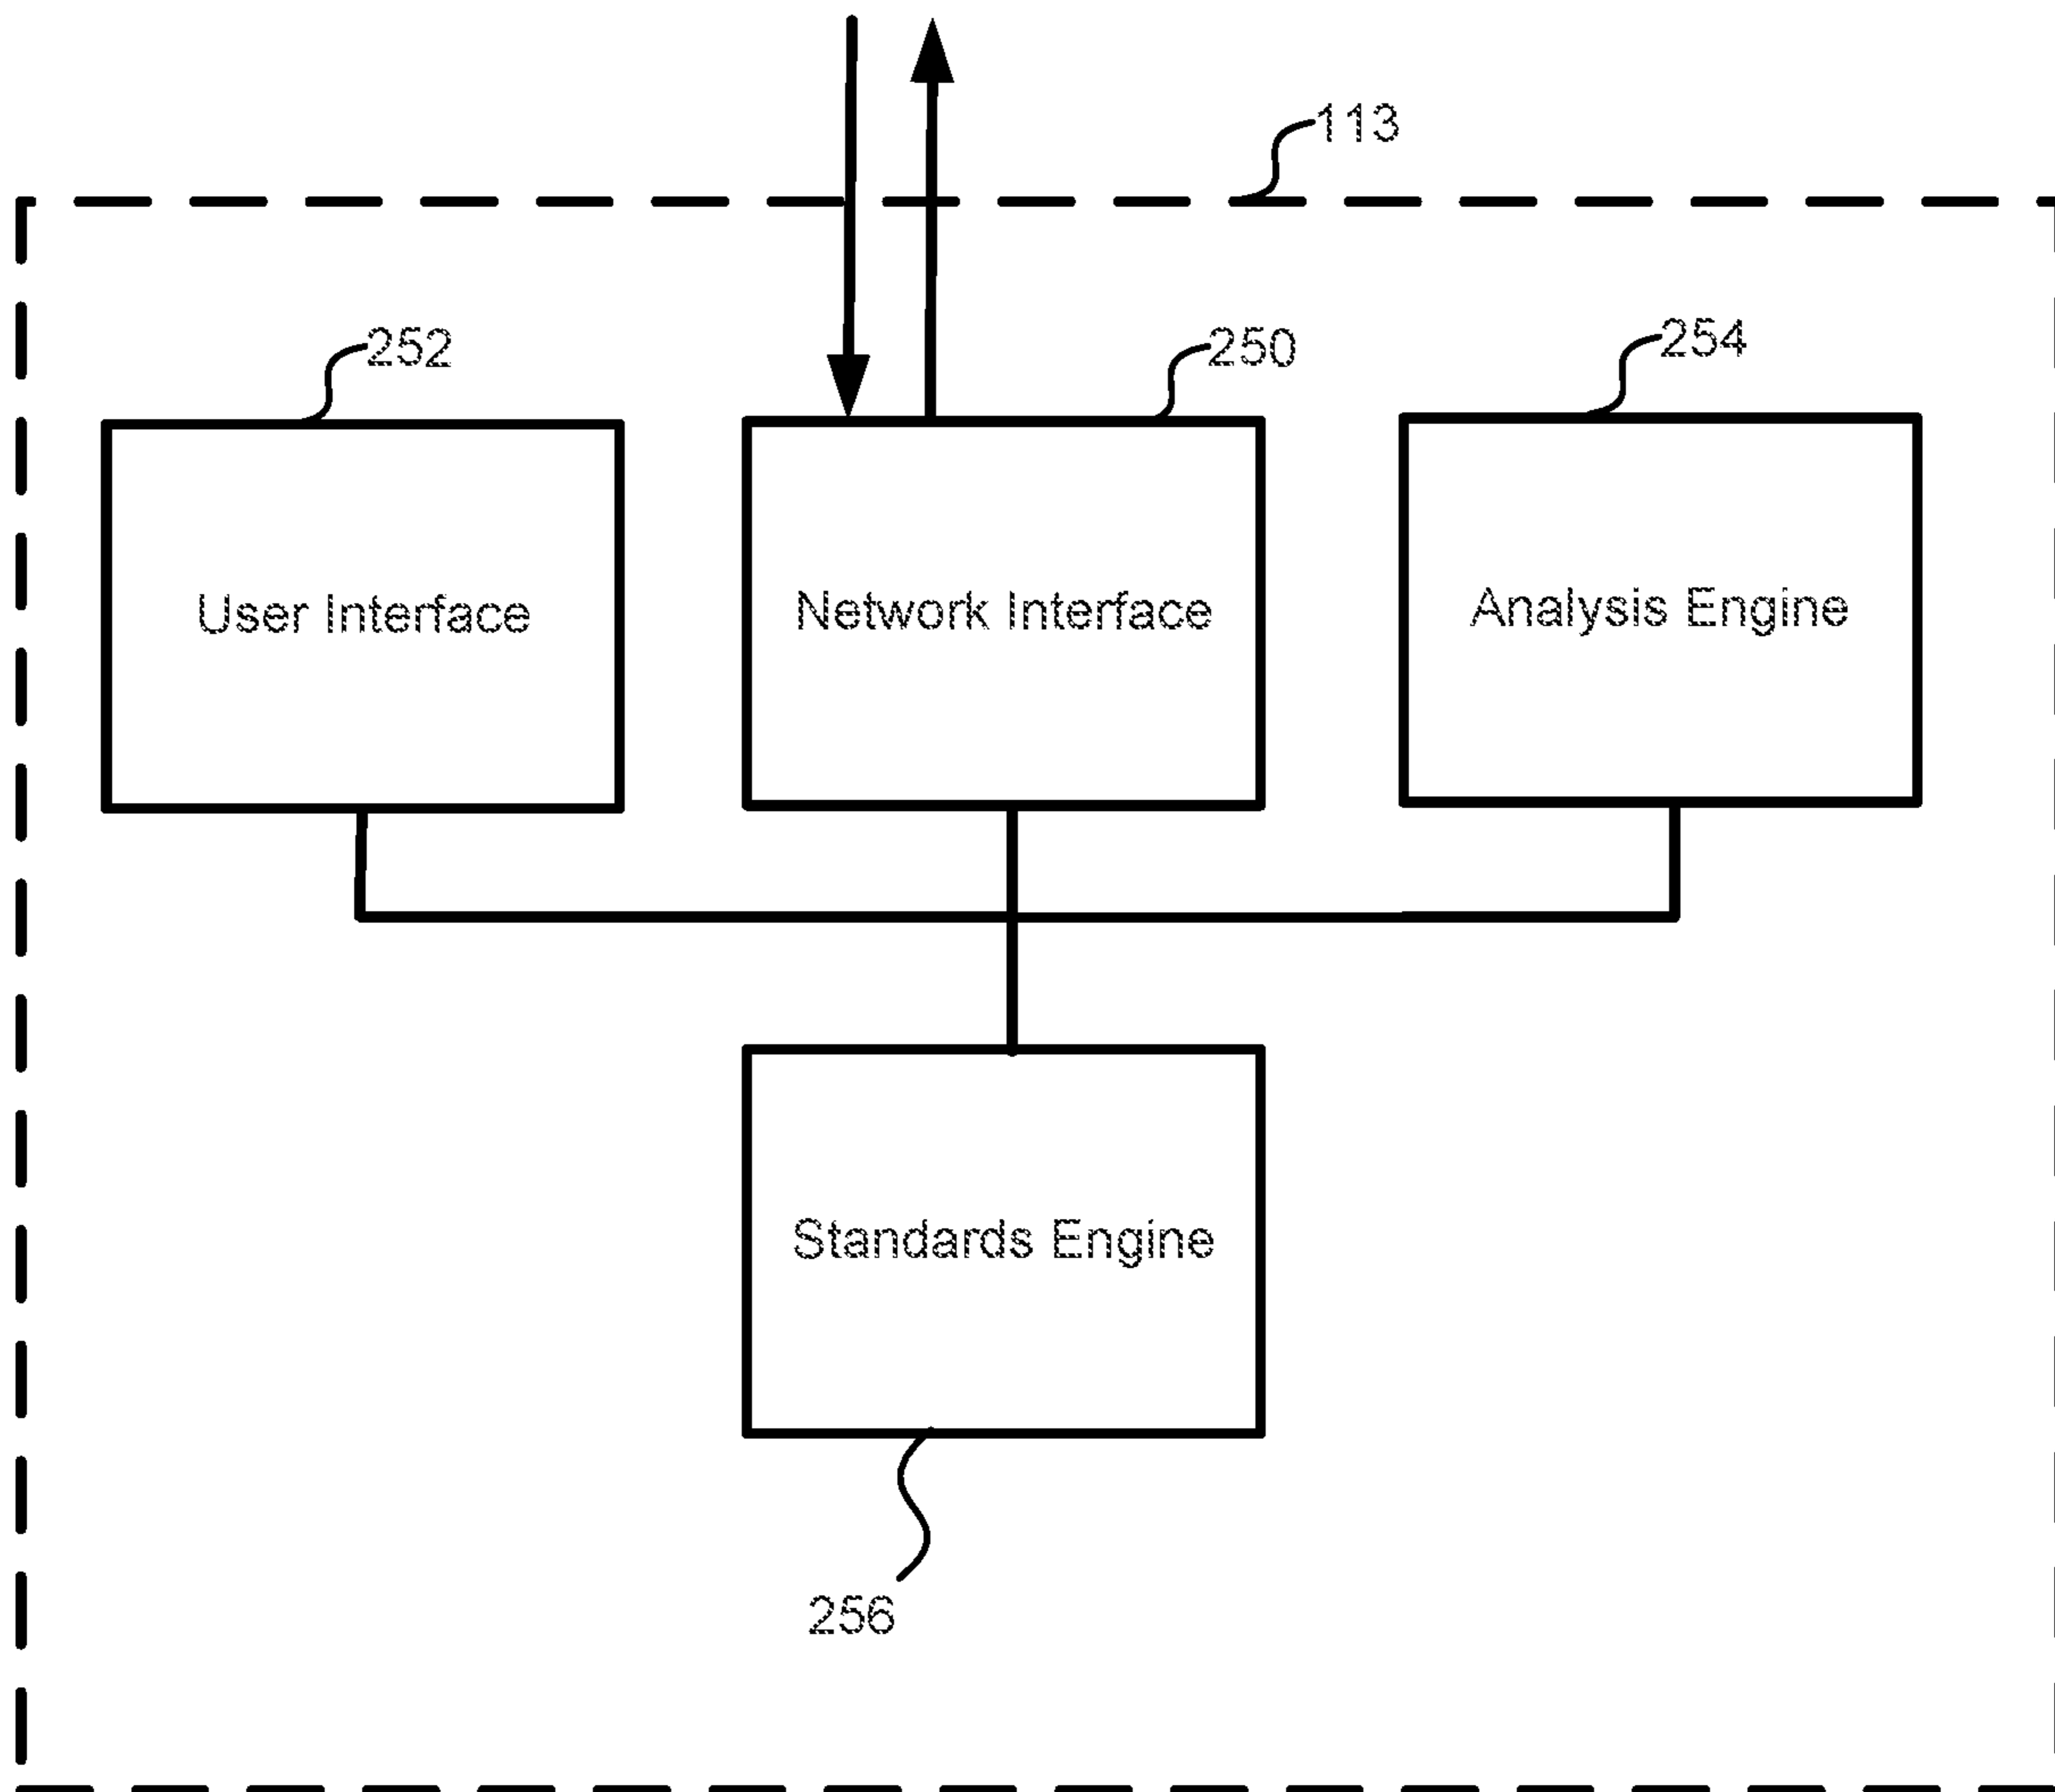 113
252
250
254
User Interface
Network Interface
Analysis Engine
Standards Engine
256